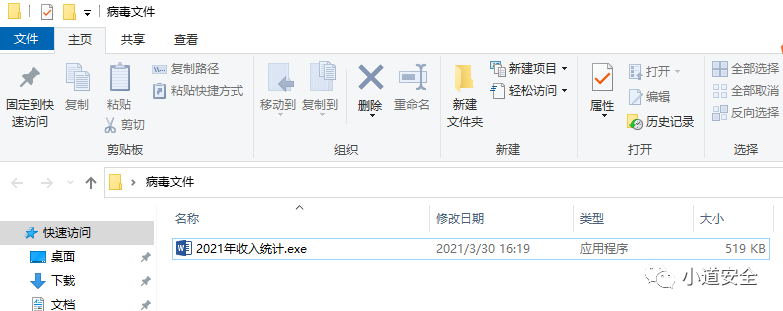 病毒文件
文件 主页 共享 查看
固定到快速访问 复制 粘贴 复制路径 粘贴快捷方式 剪切 移动到 复制到 删除 重命名 新建文件夹 新建项目 轻松访问 属性 打开 编辑 历史记录 全部选择 全部取消 反向选择
剪贴板 组织 新建 打开 选择
病毒文件
名称 修改日期 类型 大小
快速访问
2021年收入统计.exe 2021/3/30 16:19 应用程序 519 KB
桌面
下载
小道安全
文档